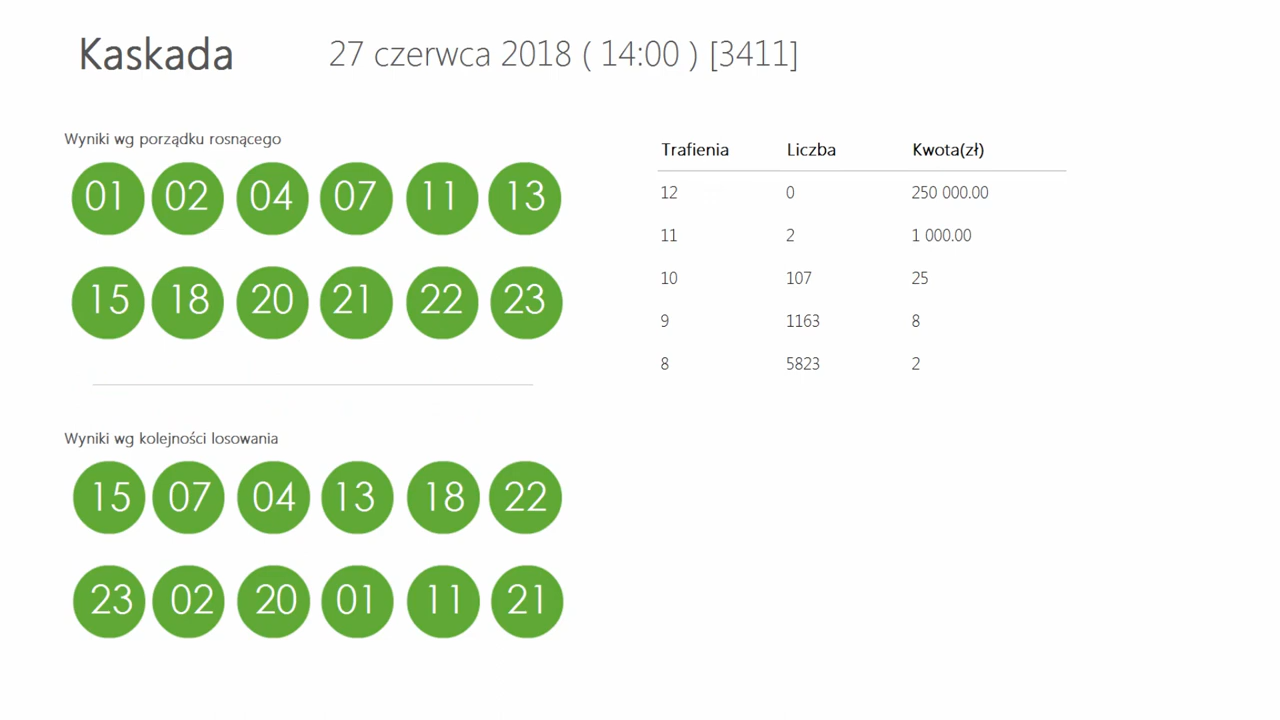 Kaskada 27 czerwca 2018 ( 14:00 ) [3411]
Wyniki wg porządku rosnącego
01 02 04 07 11 13
15 18 20 21 22 23
Wyniki wg kolejności losowania
15 07 04 13 18 22
23 02 20 01 11 21
Trafienia Liczba Kwota(zł)
12 0 250 000.00
11 2 1 000.00
10 107 25
9 1163 8
8 5823 2